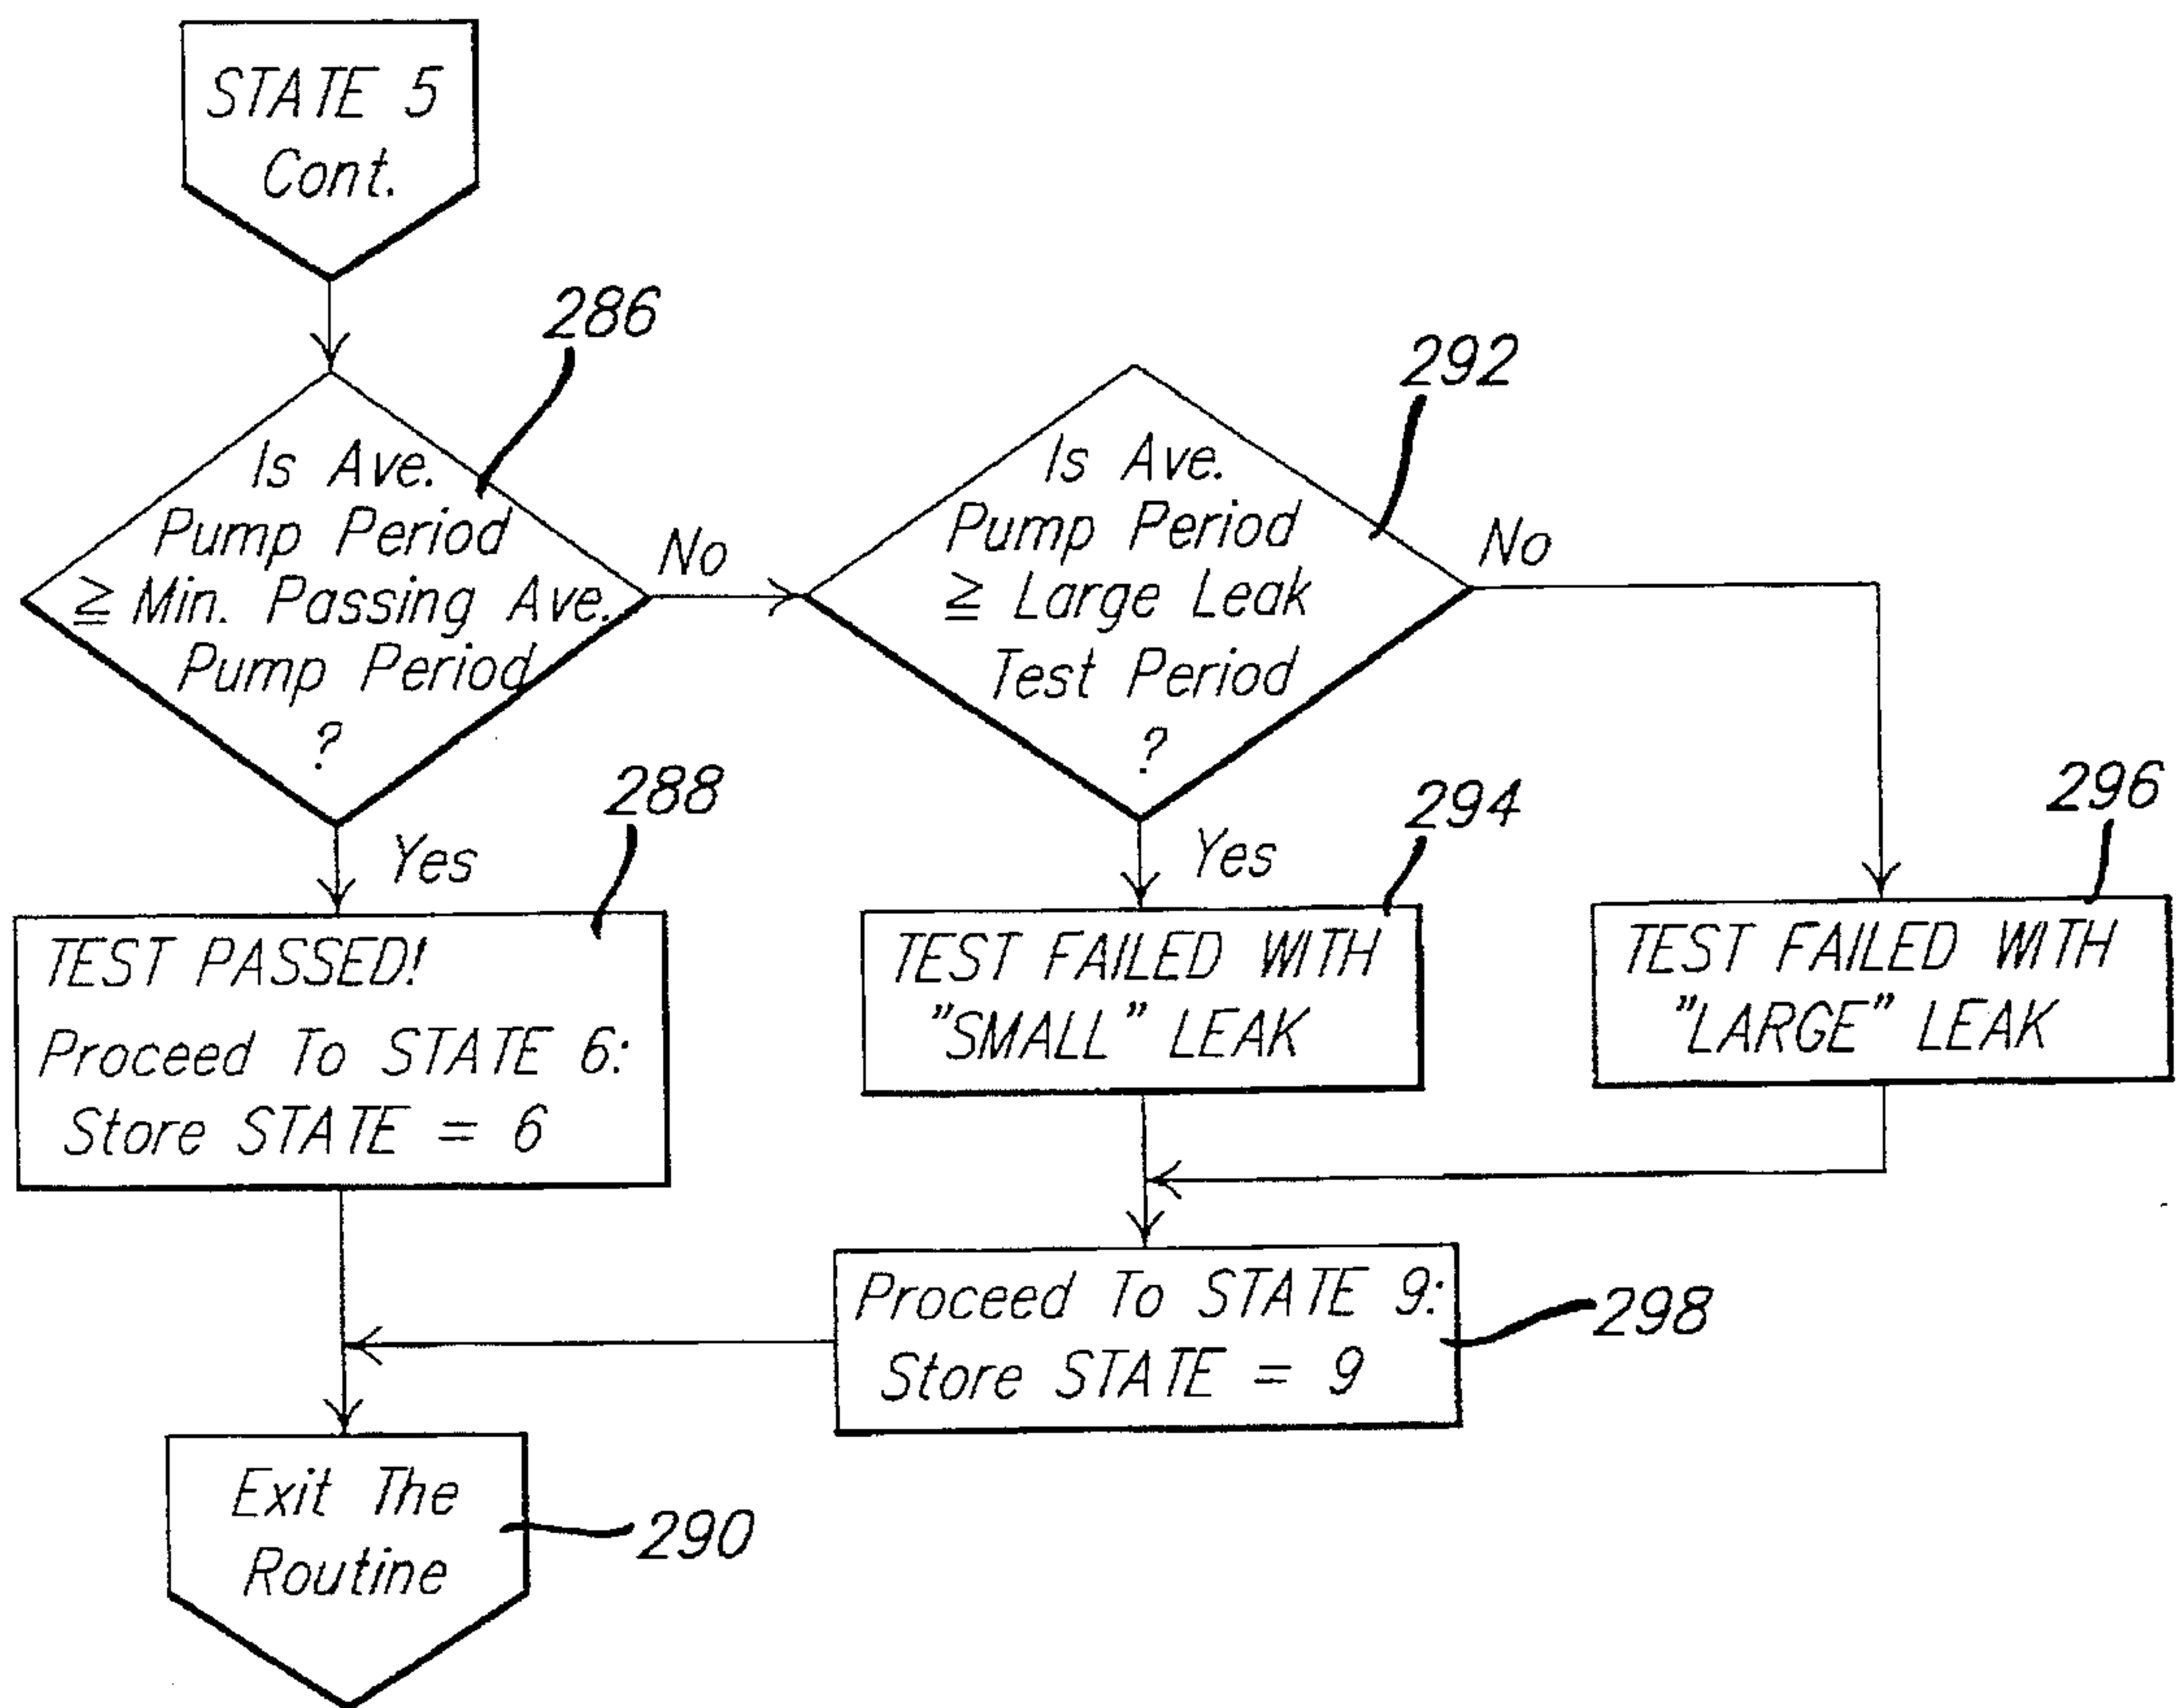 STATE 5
Cont.
286
Is Ave.
Pump Period
≧ Min. Passing Ave.
Pump Period
?
No
292
Is Ave.
Pump Period
≧ Large Leak
Test Period
?
No
Yes
288
TEST PASSED!
Proceed To STATE 6:
Store STATE = 6
Yes
294
TEST FAILED WITH
"SMALL" LEAK
296
TEST FAILED WITH
"LARGE" LEAK
Proceed To STATE 9:
Store STATE = 9
298
Exit The
Routine
290